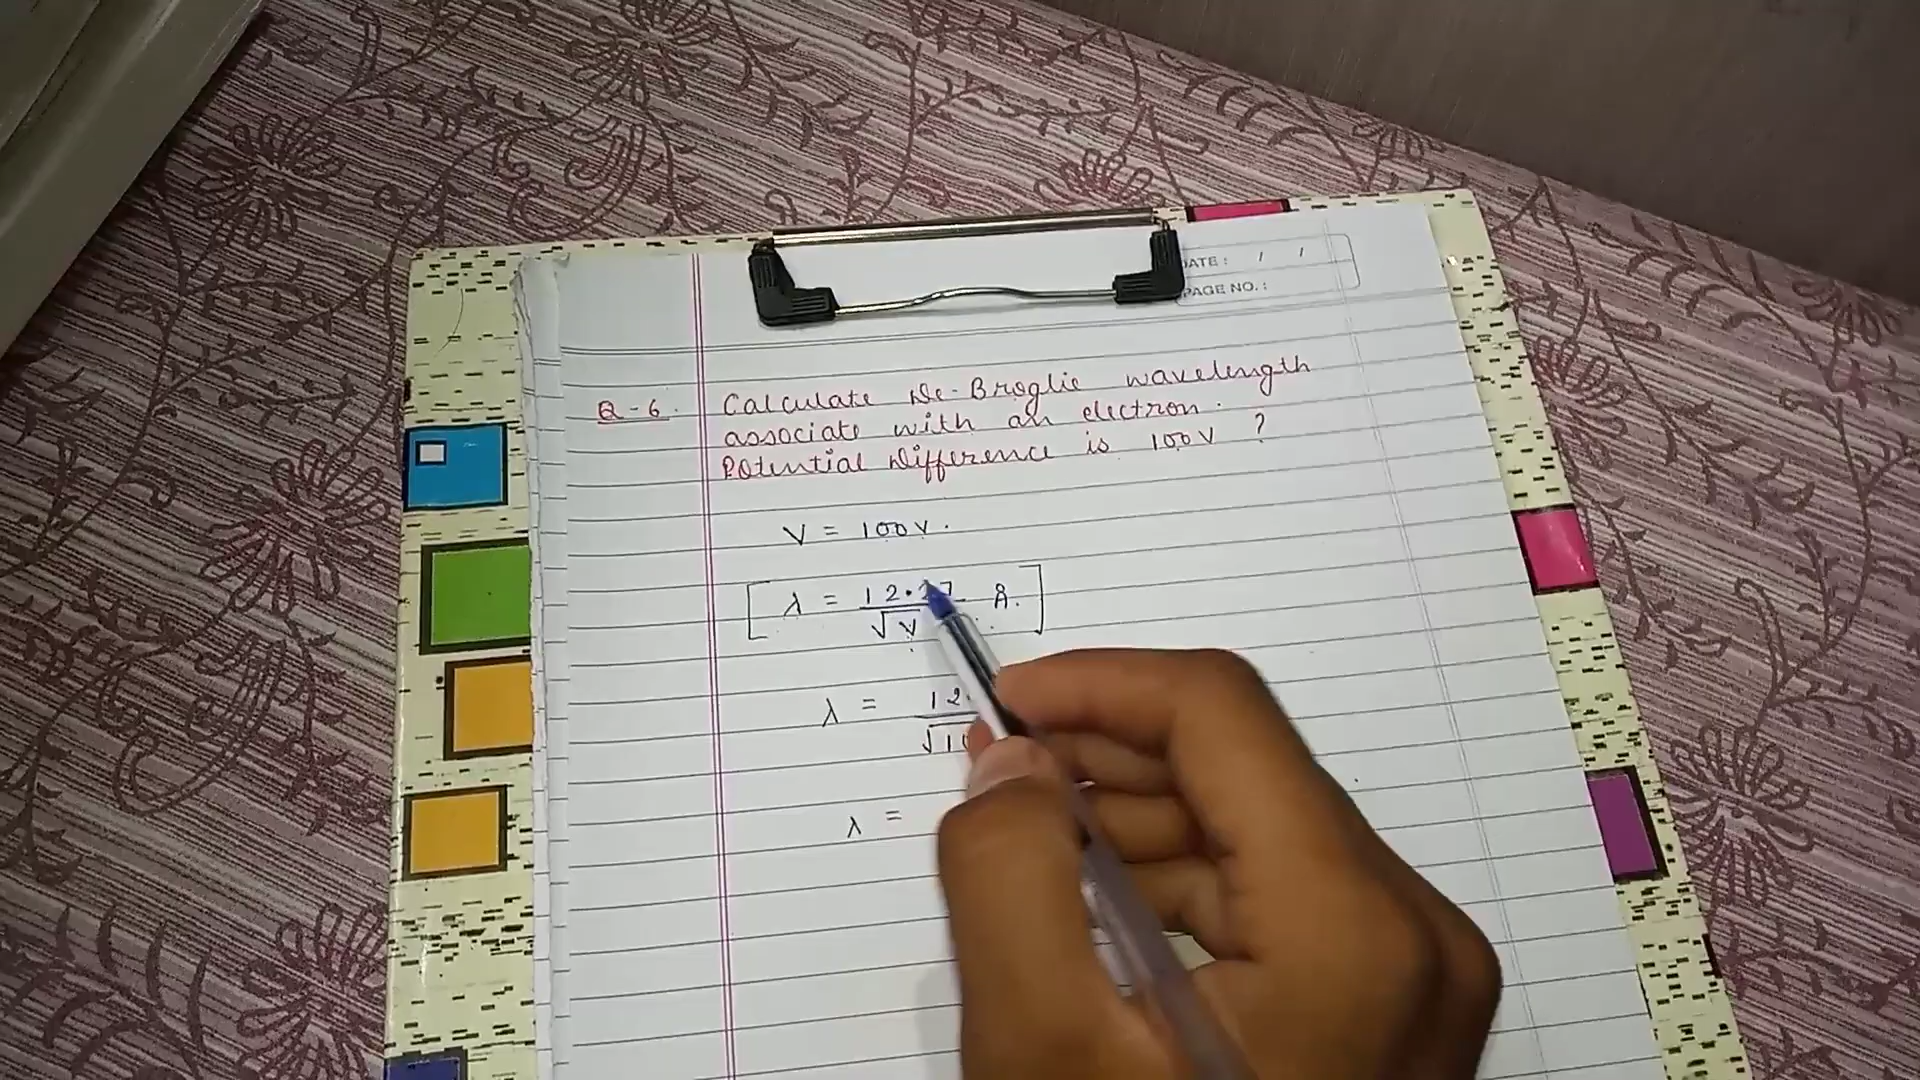 DATE : / /
PAGE NO. :
Q-6. Calculate De-Broglie wavelength
associate with an electron.
Potential Difference is 100V ?
V = 100V.
[ λ = 12.27 / √V Å. ]
λ = 12. / √10
λ =